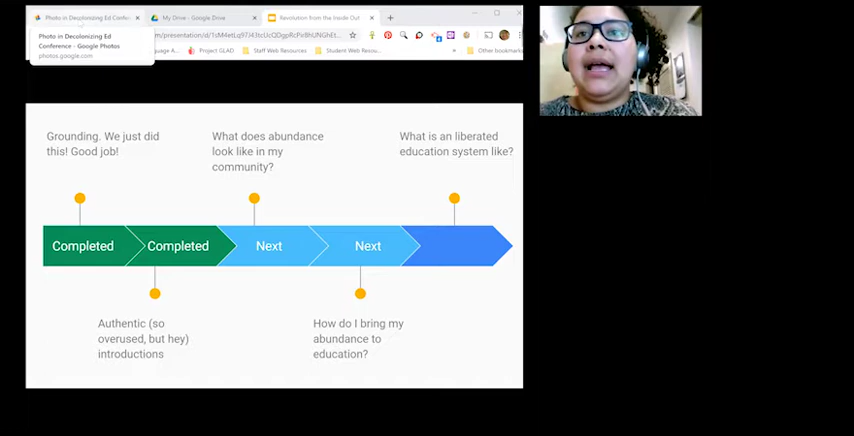 Photo in Decolonizing Ed Confe
My Drive - Google Drive
Revolution from the Inside Out
Photo in Decolonizing Ed
Conference - Google Photos
photos.google.com
Project GLAD
Staff Web Resources
Student Web Resou
Other bookmarks
Grounding. We just did
this! Good job!
What does abundance
look like in my
community?
What is an liberated
education system like?
Completed
Completed
Next
Next
Authentic (so
overused, but hey)
introductions
How do I bring my
abundance to
education?